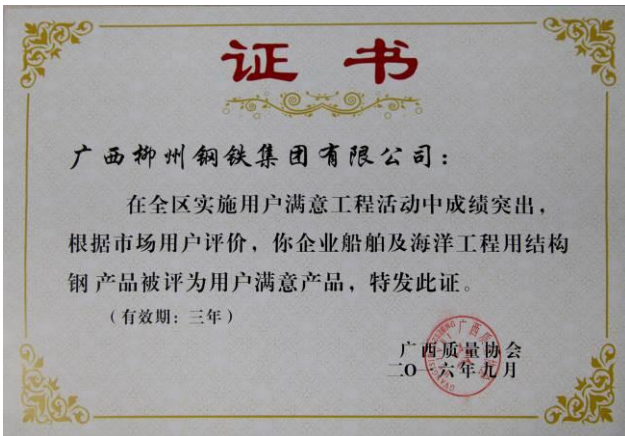 证书
广西柳州钢铁集团有限公司：
在全区实施用户满意工程活动中成绩突出，
根据市场用户评价，你企业船舶及海洋工程用结构
钢产品被评为用户满意产品，特发此证。
（有效期：三年）
广西质量协会
二〇一六年九月